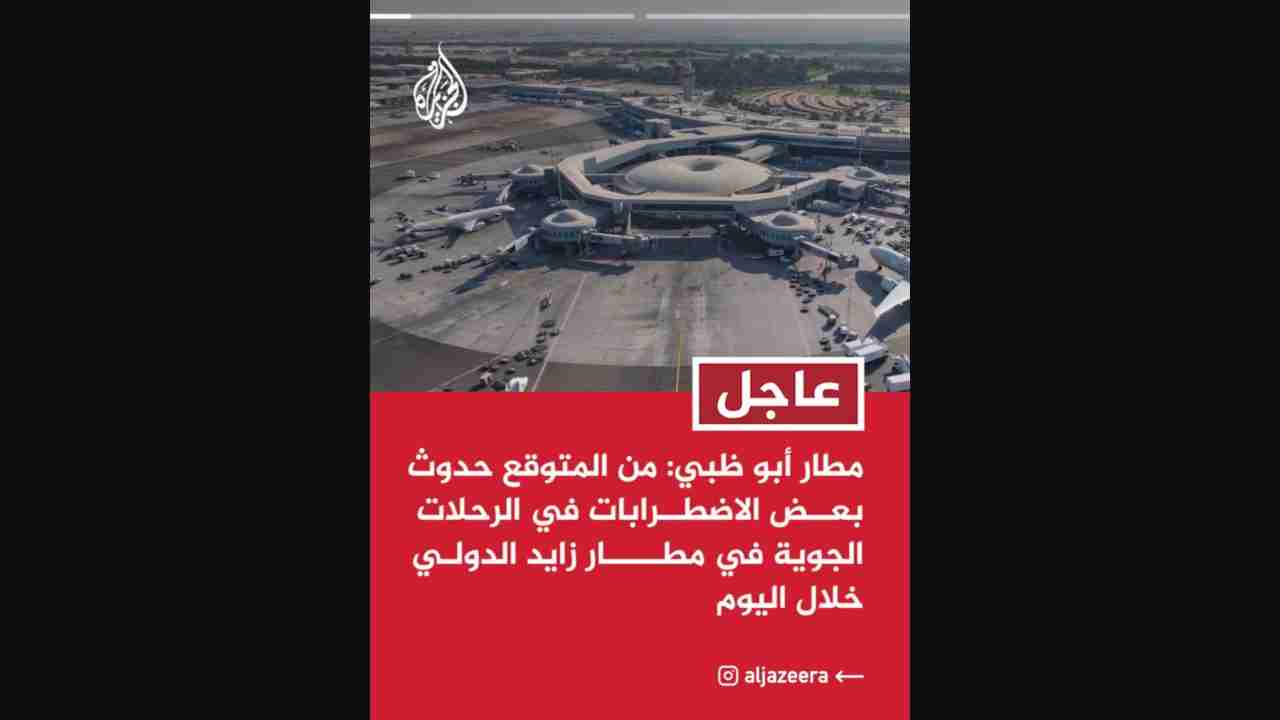 الجزيرة
عاجل
مطار أبو ظبي: من المتوقع حدوث
بعض الاضطرابات في الرحلات
الجوية في مطار زايد الدولي
خلال اليوم
aljazeera